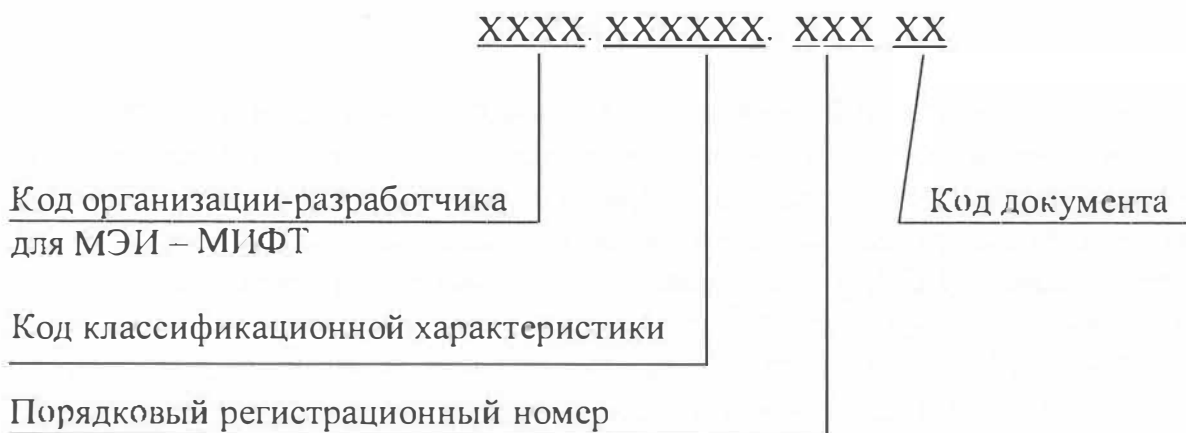 XXXX. XXXXXX. XXX XX
Код организации-разработчика
для МЭИ – МИФТ
Код документа
Код классификационной характеристики
Порядковый регистрационный номер